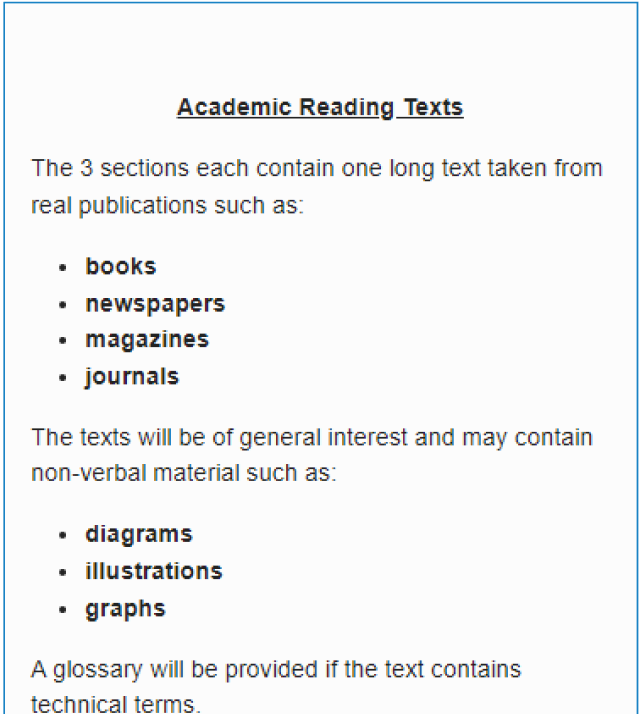 Academic Reading Texts
The 3 sections each contain one long text taken from
real publications such as:
• books
• newspapers
• magazines
• journals
The texts will be of general interest and may contain
non-verbal material such as:
• diagrams
• illustrations
• graphs
A glossary will be provided if the text contains
technical terms.